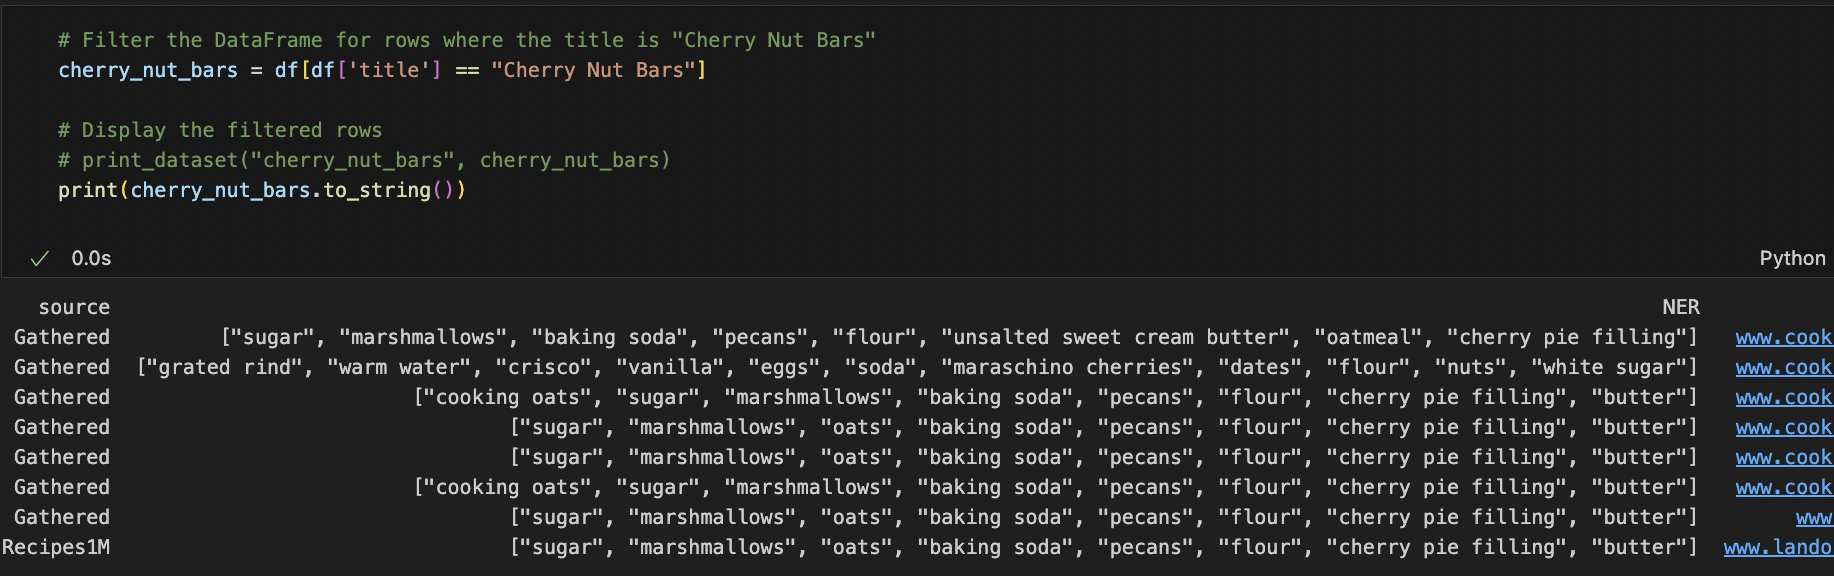 # Filter the DataFrame for rows where the title is "Cherry Nut Bars"
cherry_nut_bars = df[df['title'] == "Cherry Nut Bars"]
# Display the filtered rows
# print_dataset("cherry_nut_bars", cherry_nut_bars)
print(cherry_nut_bars.to_string())
0.0s Python
source NER
Gathered ["sugar", "marshmallows", "baking soda", "pecans", "flour", "unsalted sweet cream butter", "oatmeal", "cherry pie filling"] www.cook
Gathered ["grated rind", "warm water", "crisco", "vanilla", "eggs", "soda", "maraschino cherries", "dates", "flour", "nuts", "white sugar"] www.cook
Gathered ["cooking oats", "sugar", "marshmallows", "baking soda", "pecans", "flour", "cherry pie filling", "butter"] www.cook
Gathered ["sugar", "marshmallows", "oats", "baking soda", "pecans", "flour", "cherry pie filling", "butter"] www.cook
Gathered ["sugar", "marshmallows", "oats", "baking soda", "pecans", "flour", "cherry pie filling", "butter"] www.cook
Gathered ["cooking oats", "sugar", "marshmallows", "baking soda", "pecans", "flour", "cherry pie filling", "butter"] www.cook
Gathered ["sugar", "marshmallows", "oats", "baking soda", "pecans", "flour", "cherry pie filling", "butter"] www
Recipes1M ["sugar", "marshmallows", "oats", "baking soda", "pecans", "flour", "cherry pie filling", "butter"] www.lando